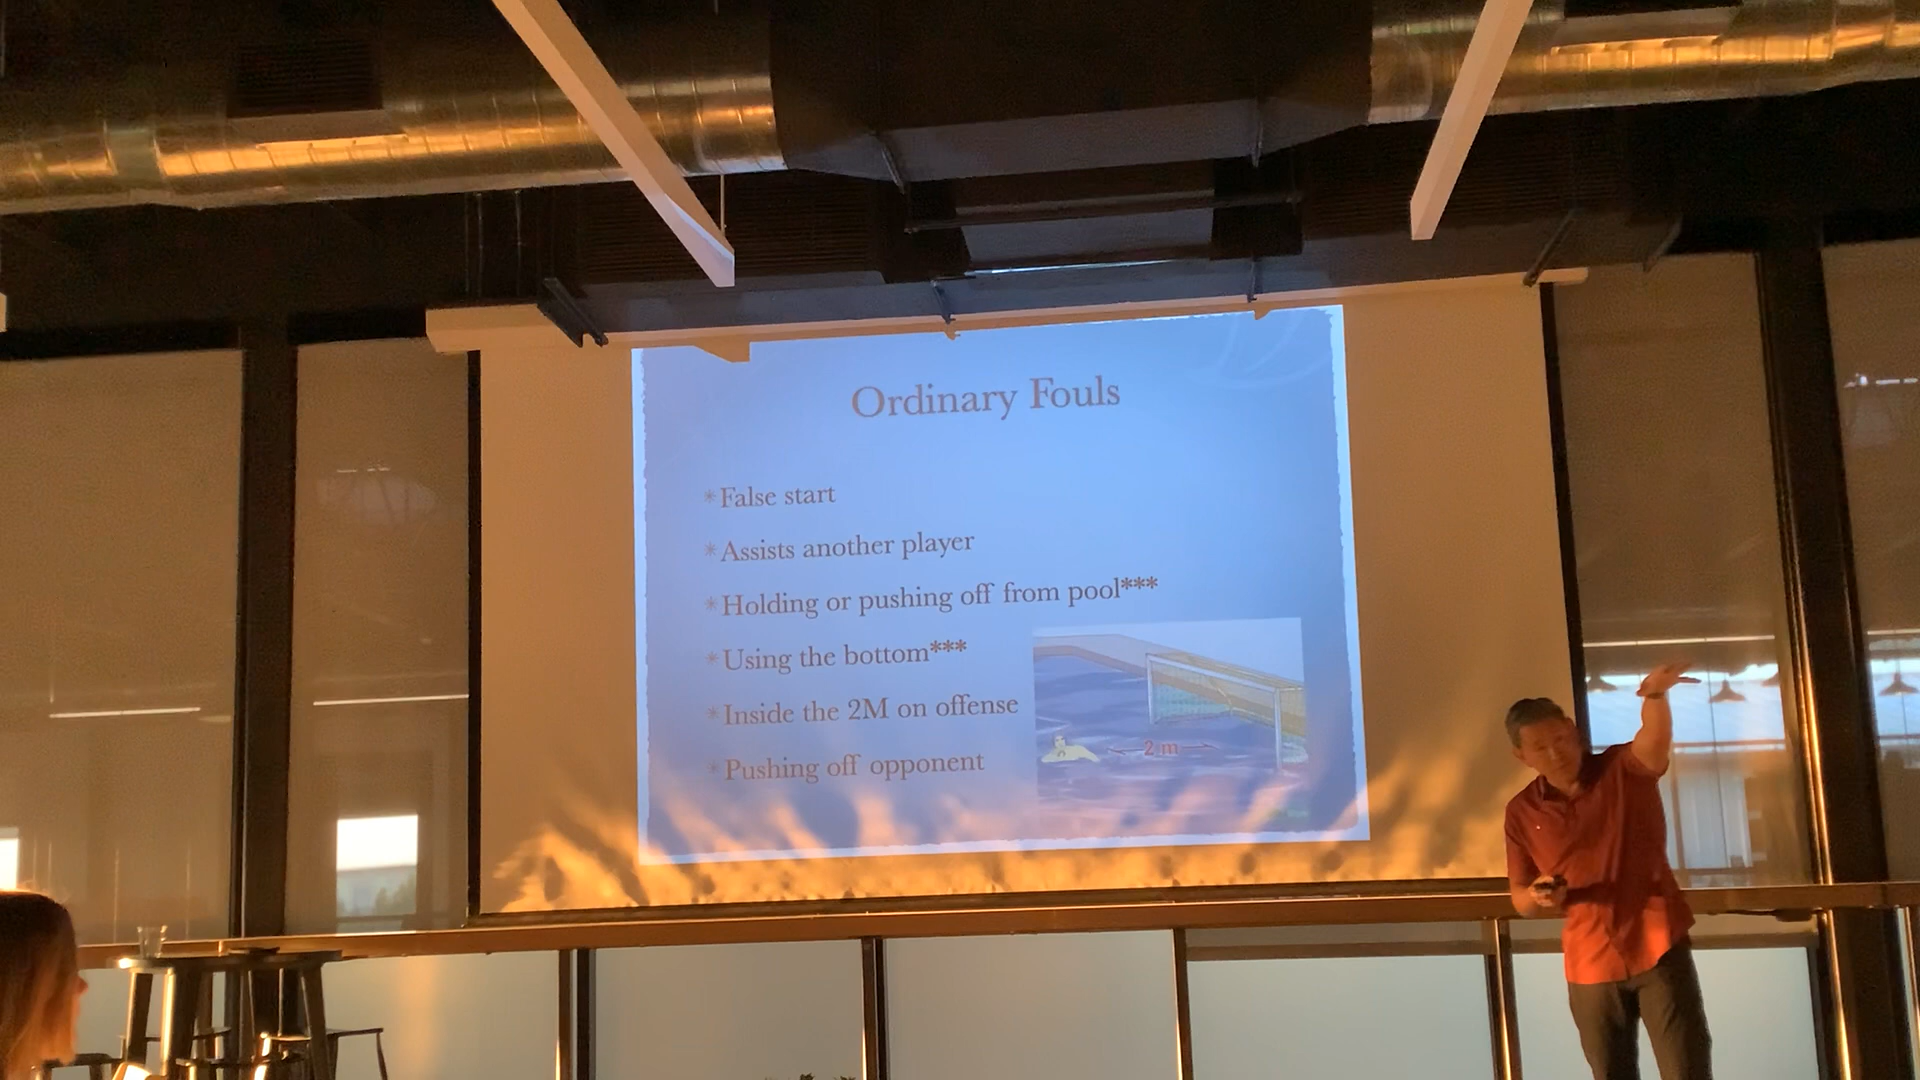 Ordinary Fouls
*False start
*Assists another player
*Holding or pushing off from pool***
*Using the bottom***
*Inside the 2M on offense
*Pushing off opponent
2 m